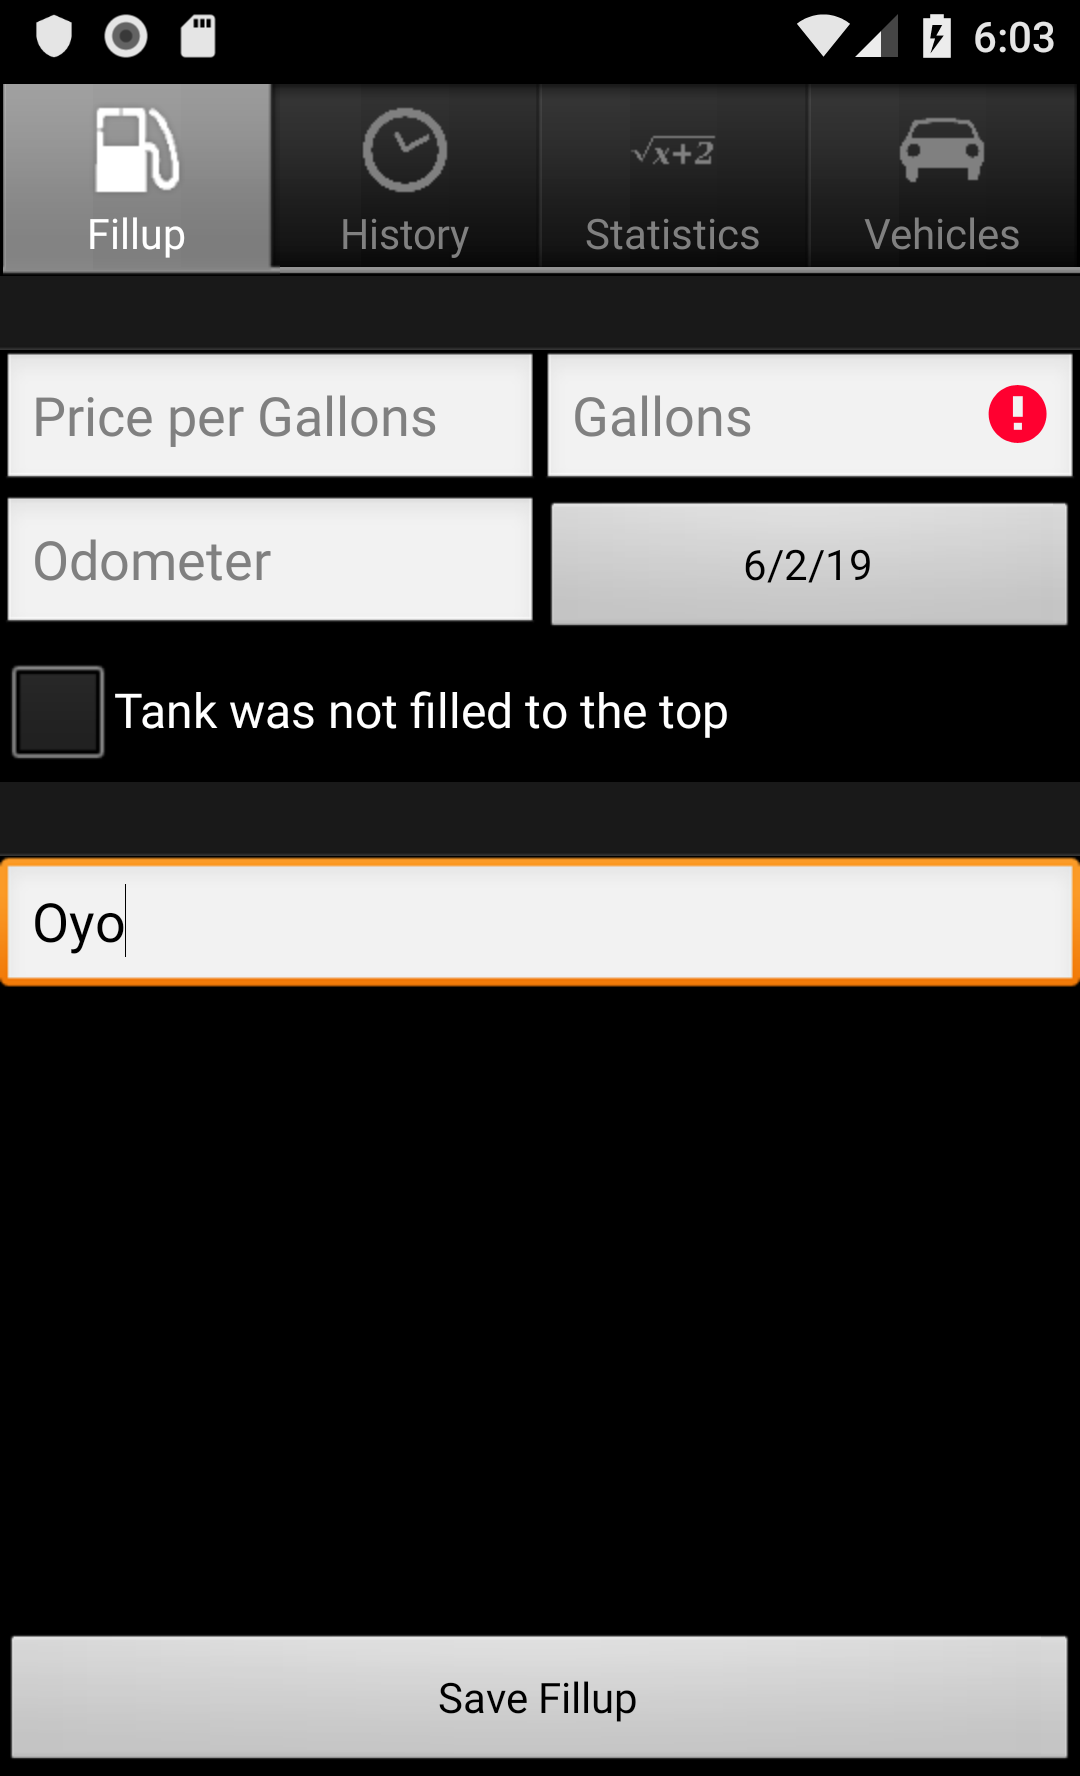 6:03
Fillup
History
√x+2
Statistics
Vehicles
Price per Gallons
Gallons
Odometer
6/2/19
Tank was not filled to the top
Oyo
Save Fillup